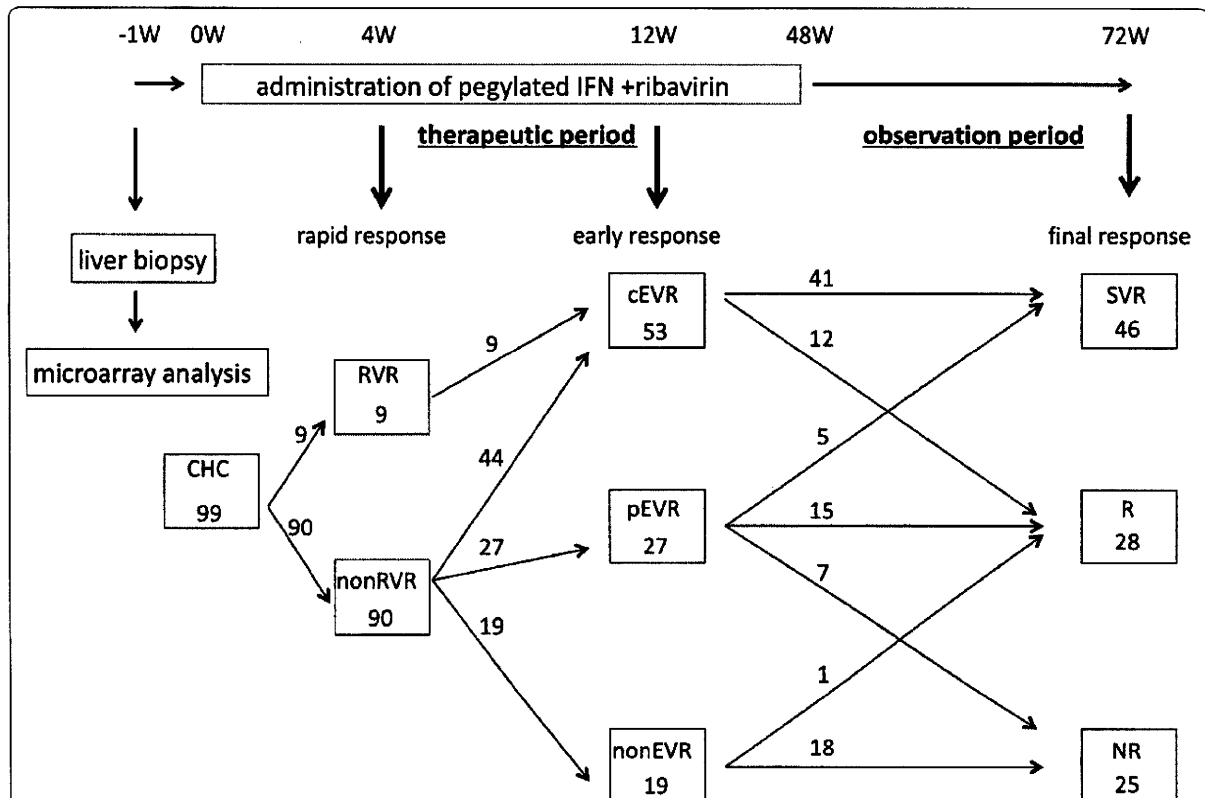 -1W 0W 4W 12W 48W 72W
administration of pegylated IFN +ribavirin
therapeutic period observation period
rapid response early response final response
liver biopsy
microarray analysis
CHC
99
9
90
RVR
9
nonRVR
90
9
44
27
19
cEVR
53
pEVR
27
nonEVR
19
41
12
5
15
7
1
18
SVR
46
R
28
NR
25